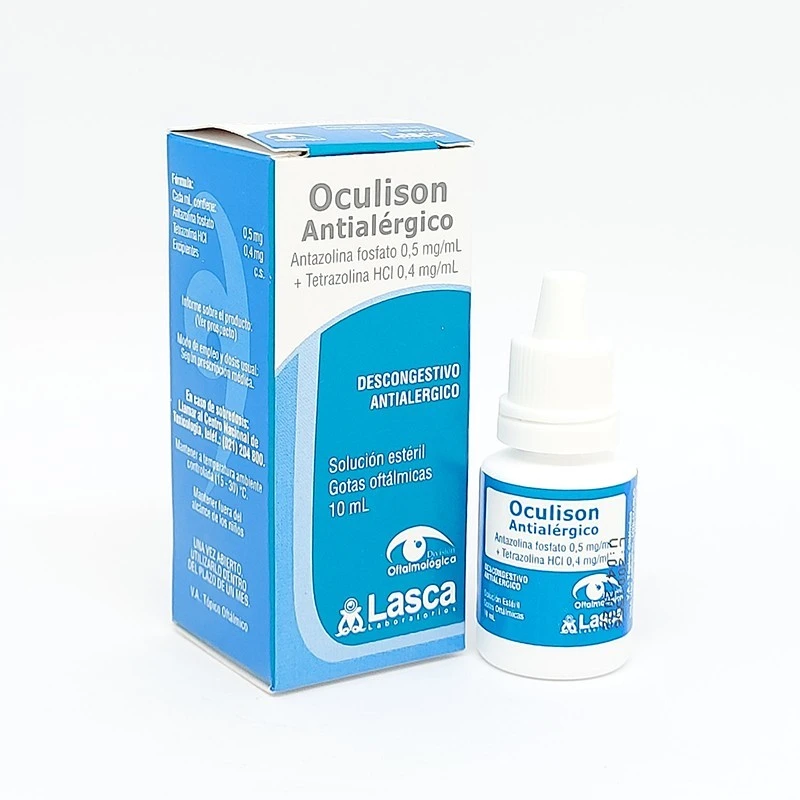 Lasca
Oculison
Antialérgico
Antazolina fosfato 0,5 mg/mL
+ Tetrazolina HCl 0,4 mg/mL
DESCONGESTIVO
ANTIALERGICO
Solución estéril
Gotas oftálmicas
10 mL
División
Oftalmológica
Lasca
Laboratorios
Fórmula:
Cada mL contiene:
Antazolina fosfato 0,5 mg
Tetrazolina HCl 0,4 mg
Excipientes c.s.
Informe sobre el producto:
(Ver prospecto)
Modo de empleo y dosis usual:
Según prescripción médica.
En caso de sobredosis:
Llamar al Centro Nacional de
Toxicología, teléf.: (021) 204 800.
Mantener a temperatura ambiente
controlada (15 - 30) °C.
Mantener fuera del
alcance de los niños
UNA VEZ ABIERTO,
UTILIZARLO DENTRO
DEL PLAZO DE UN MES.
V.A. Tópico Oftálmico
Oculison
Antialérgico
Antazolina fosfato 0,5 mg/m
+ Tetrazolina HCl 0,4 mg/m
DESCONGESTIVO
ANTIALERGICO
Solución Estéril
Gotas Oftálmicas
10 mL
Lasca
Laboratorios